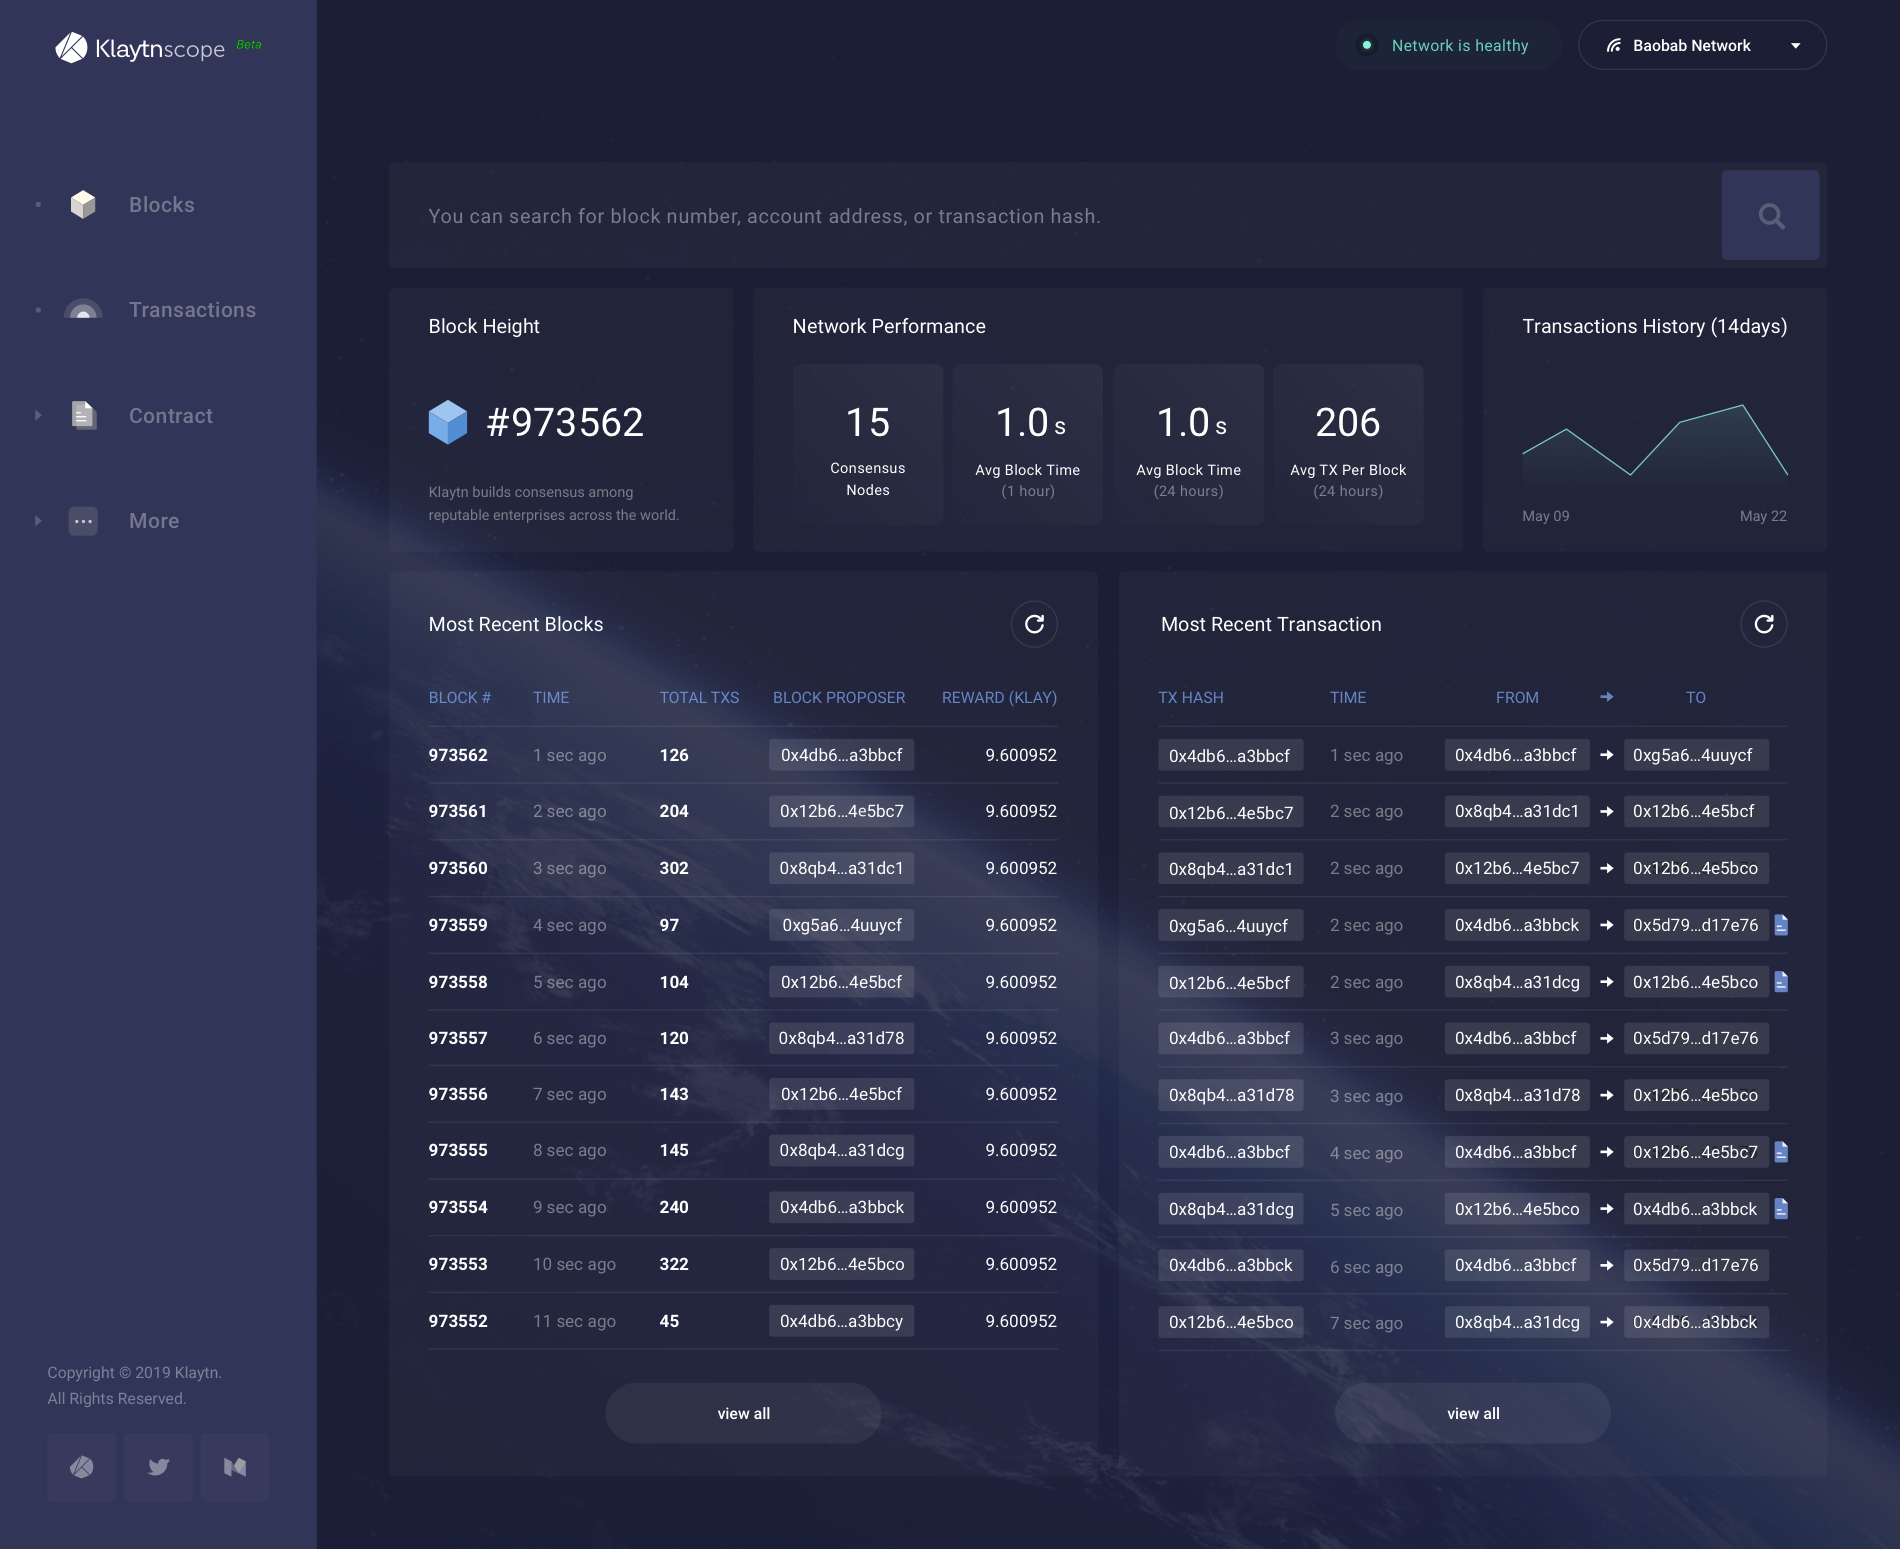 Klaytnscope Beta
Network is healthy
Baobab Network
Blocks
Transactions
Contract
More
You can search for block number, account address, or transaction hash.
Block Height
#973562
Klaytn builds consensus among
reputable enterprises across the world.
Network Performance
15
Consensus
Nodes
1.0 s
Avg Block Time
(1 hour)
1.0 s
Avg Block Time
(24 hours)
206
Avg TX Per Block
(24 hours)
Transactions History (14days)
May 09 May 22
Most Recent Blocks
BLOCK # TIME TOTAL TXS BLOCK PROPOSER REWARD (KLAY)
973562 1 sec ago 126 0x4db6...a3bbcf 9.600952
973561 2 sec ago 204 0x12b6...4e5bc7 9.600952
973560 3 sec ago 302 0x8qb4...a31dc1 9.600952
973559 4 sec ago 97 0xg5a6...4uuycf 9.600952
973558 5 sec ago 104 0x12b6...4e5bcf 9.600952
973557 6 sec ago 120 0x8qb4...a31d78 9.600952
973556 7 sec ago 143 0x12b6...4e5bcf 9.600952
973555 8 sec ago 145 0x8qb4...a31dcg 9.600952
973554 9 sec ago 240 0x4db6...a3bbck 9.600952
973553 10 sec ago 322 0x12b6...4e5bco 9.600952
973552 11 sec ago 45 0x4db6...a3bbcy 9.600952
view all
Most Recent Transaction
TX HASH TIME FROM → TO
0x4db6...a3bbcf 1 sec ago 0x4db6...a3bbcf → 0xg5a6...4uuycf
0x12b6...4e5bc7 2 sec ago 0x8qb4...a31dc1 → 0x12b6...4e5bcf
0x8qb4...a31dc1 2 sec ago 0x12b6...4e5bc7 → 0x12b6...4e5bco
0xg5a6...4uuycf 2 sec ago 0x4db6...a3bbck → 0x5d79...d17e76
0x12b6...4e5bcf 2 sec ago 0x8qb4...a31dcg → 0x12b6...4e5bco
0x4db6...a3bbcf 3 sec ago 0x4db6...a3bbcf → 0x5d79...d17e76
0x8qb4...a31d78 3 sec ago 0x8qb4...a31d78 → 0x12b6...4e5bco
0x4db6...a3bbcf 4 sec ago 0x4db6...a3bbcf → 0x12b6...4e5bc7
0x8qb4...a31dcg 5 sec ago 0x12b6...4e5bco → 0x4db6...a3bbck
0x4db6...a3bbck 6 sec ago 0x4db6...a3bbcf → 0x5d79...d17e76
0x12b6...4e5bco 7 sec ago 0x8qb4...a31dcg → 0x4db6...a3bbck
view all
Copyright © 2019 Klaytn.
All Rights Reserved.